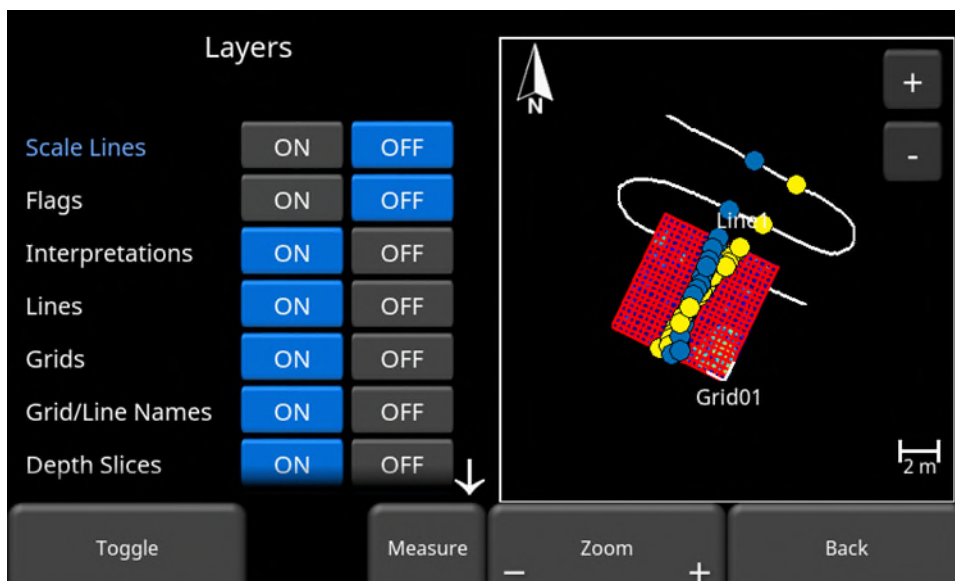 Layers
Scale Lines ON OFF
Flags ON OFF
Interpretations ON OFF
Lines ON OFF
Grids ON OFF
Grid/Line Names ON OFF
Depth Slices ON OFF
N
+
-
Line1
Grid01
2 m
Toggle Measure − Zoom + Back